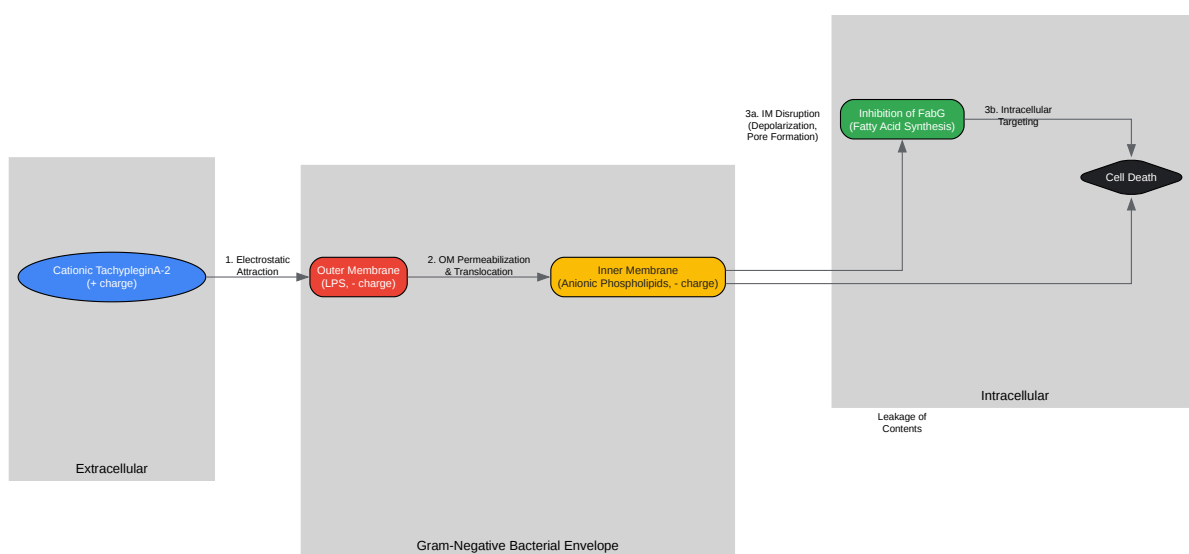 Cationic TachypleginA-2
(+ charge)
Extracellular
1. Electrostatic
Attraction
Outer Membrane
(LPS, - charge)
2. OM Permeabilization
& Translocation
Inner Membrane
(Anionic Phospholipids, - charge)
Gram-Negative Bacterial Envelope
3a. IM Disruption
(Depolarization,
Pore Formation)
Inhibition of FabG
(Fatty Acid Synthesis)
3b. Intracellular
Targeting
Cell Death
Intracellular
Leakage of
Contents